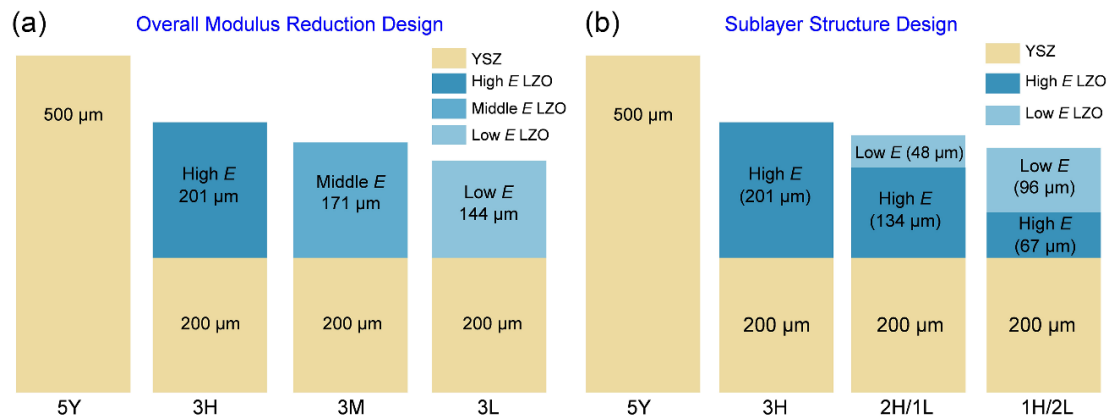 (a)
Overall Modulus Reduction Design
YSZ
High E LZO
Middle E LZO
Low E LZO
500 μm
High E
201 μm
Middle E
171 μm
Low E
144 μm
200 μm
200 μm
200 μm
5Y
3H
3M
3L
(b)
Sublayer Structure Design
YSZ
High E LZO
Low E LZO
500 μm
High E
(201 μm)
Low E (48 μm)
High E
(134 μm)
Low E
(96 μm)
High E
(67 μm)
200 μm
200 μm
200 μm
5Y
3H
2H/1L
1H/2L